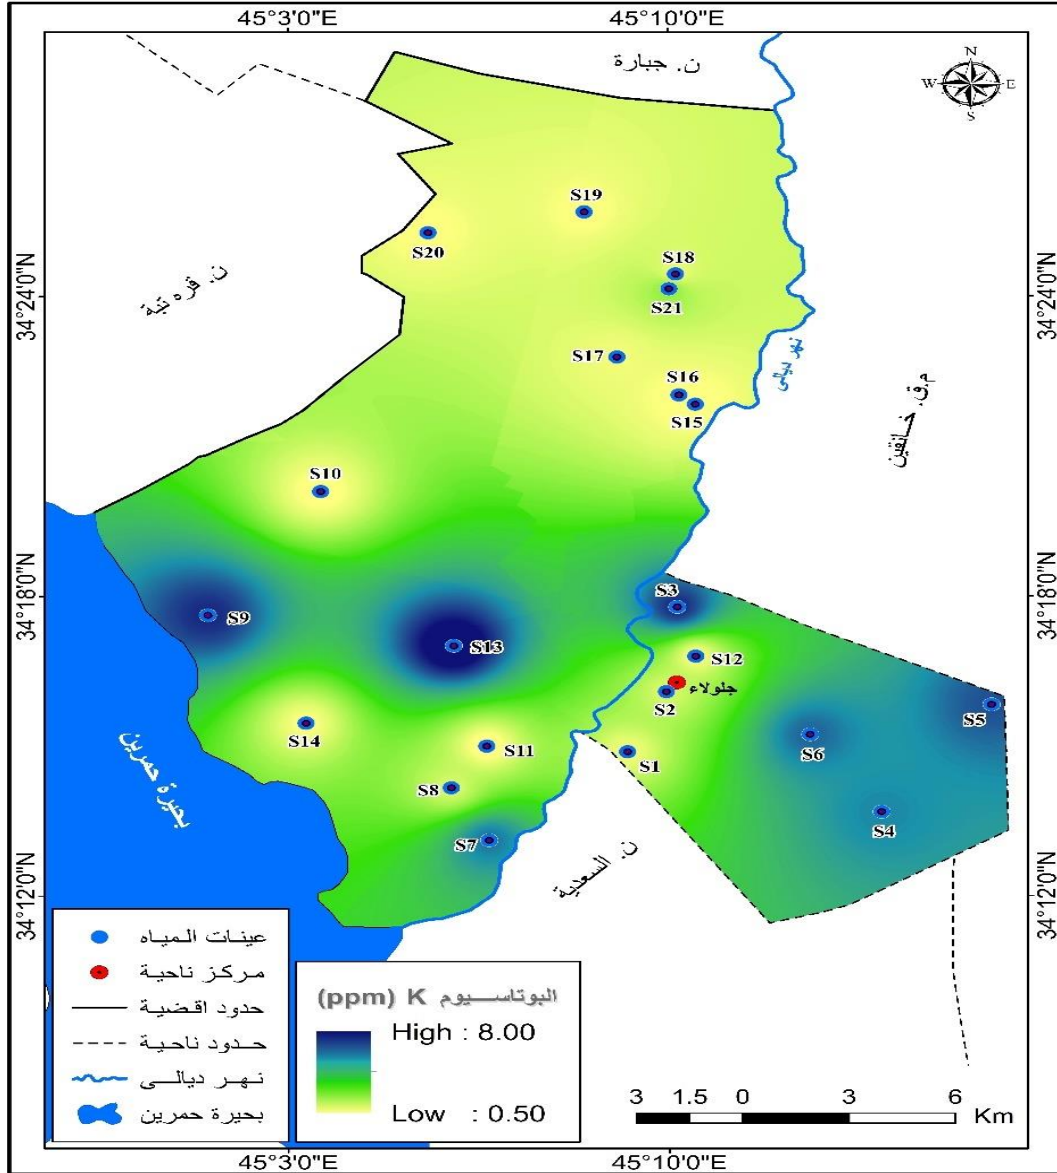 45°3'0"E
45°10'0"E
ن. جبارة
N
W
E
S
S19
S20
S18
34°24'0"N
34°24'0"N
S21
ن. قره تبة
نهر ديالى
S17
S16
S15
م.ق. خانقين
S10
34°18'0"N
34°18'0"N
S3
S9
S13
S12
جلولاء
S2
S5
S14
S11
S1
S6
بحيرة حمرين
S8
S4
S7
ن. السعدية
34°12'0"N
34°12'0"N
عينات المياه
مركز ناحية
حدود اقضية
حدود ناحية
نهر ديالى
بحيرة حمرين
البوتاسيوم K (ppm)
High : 8.00
Low : 0.50
3 1.5 0 3 6
Km
45°3'0"E
45°10'0"E